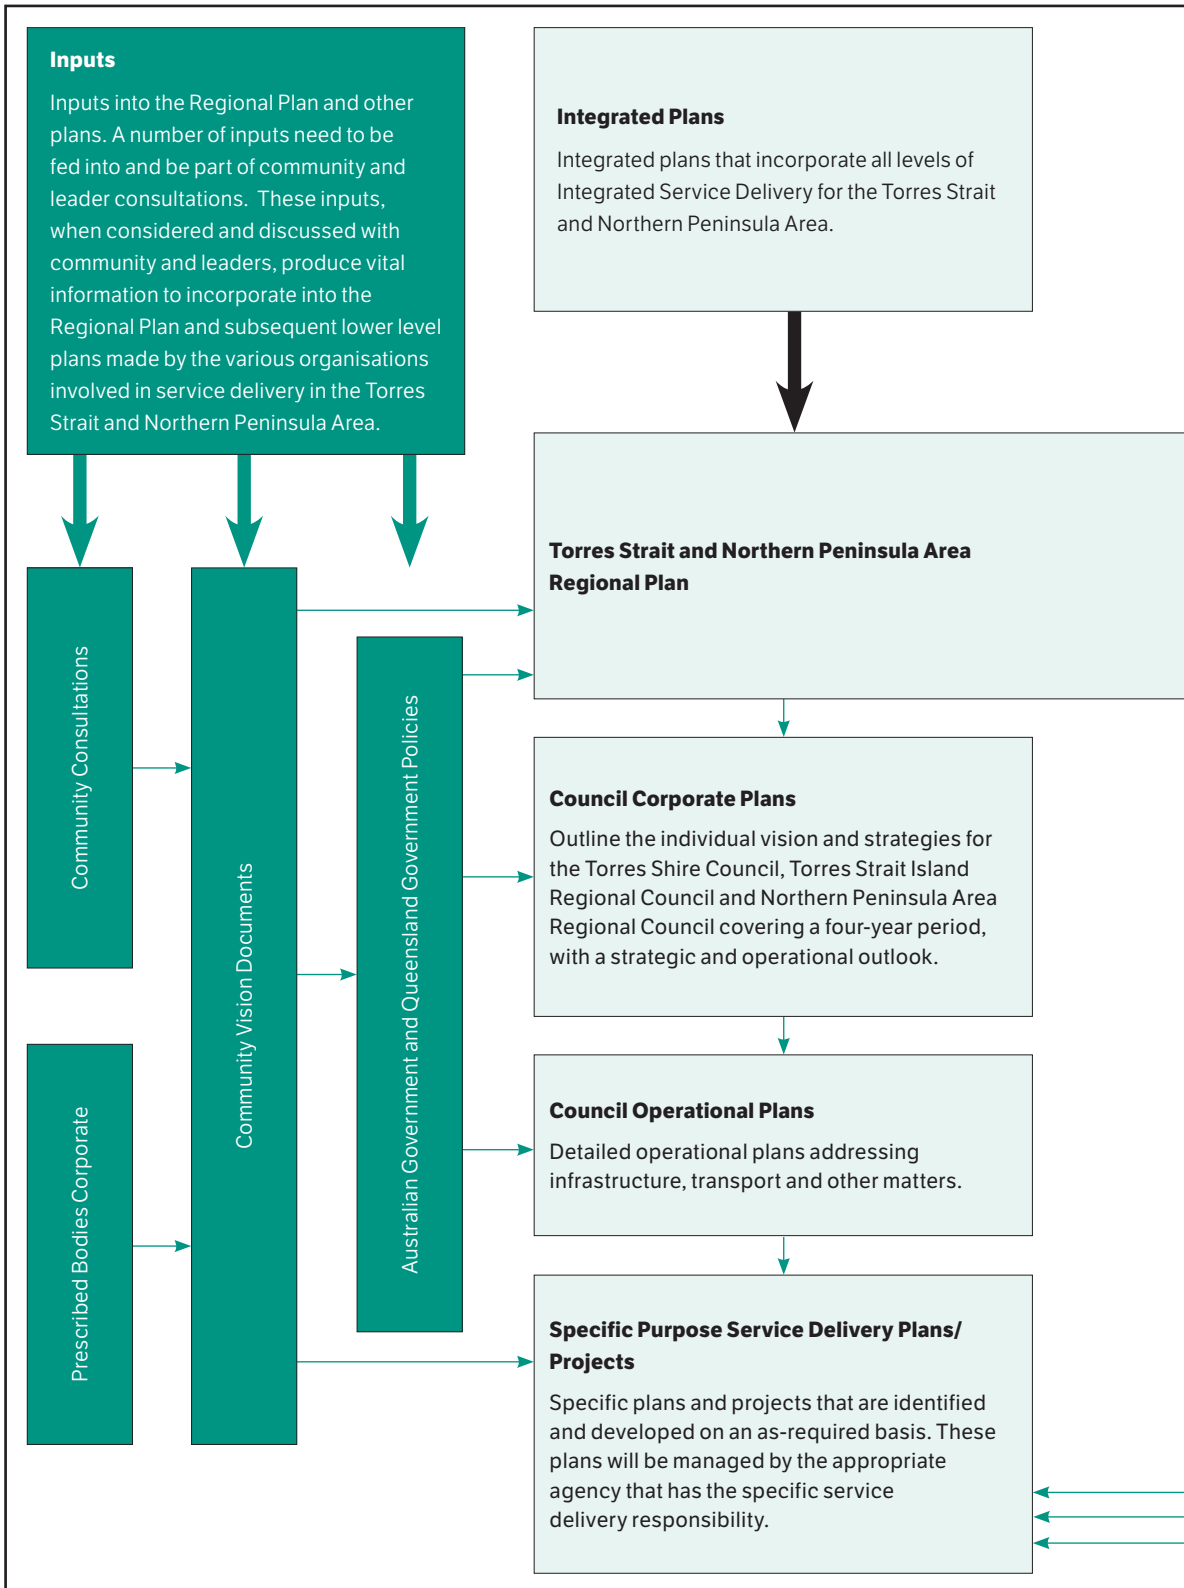 Inputs
Inputs into the Regional Plan and other
plans. A number of inputs need to be
fed into and be part of community and
leader consultations.  These inputs,
when considered and discussed with
community and leaders, produce vital
information to incorporate into the
Regional Plan and subsequent lower level
plans made by the various organisations
involved in service delivery in the Torres
Strait and Northern Peninsula Area.
Integrated Plans
Integrated plans that incorporate all levels of
Integrated Service Delivery for the Torres Strait
and Northern Peninsula Area.
Community Consultations
Prescribed Bodies Corporate
Community Vision Documents
Australian Government and Queensland Government Policies
Torres Strait and Northern Peninsula Area
Regional Plan
Council Corporate Plans
Outline the individual vision and strategies for
the Torres Shire Council, Torres Strait Island
Regional Council and Northern Peninsula Area
Regional Council covering a four-year period,
with a strategic and operational outlook.
Council Operational Plans
Detailed operational plans addressing
infrastructure, transport and other matters.
Specific Purpose Service Delivery Plans/
Projects
Specific plans and projects that are identified
and developed on an as-required basis. These
plans will be managed by the appropriate
agency that has the specific service
delivery responsibility.